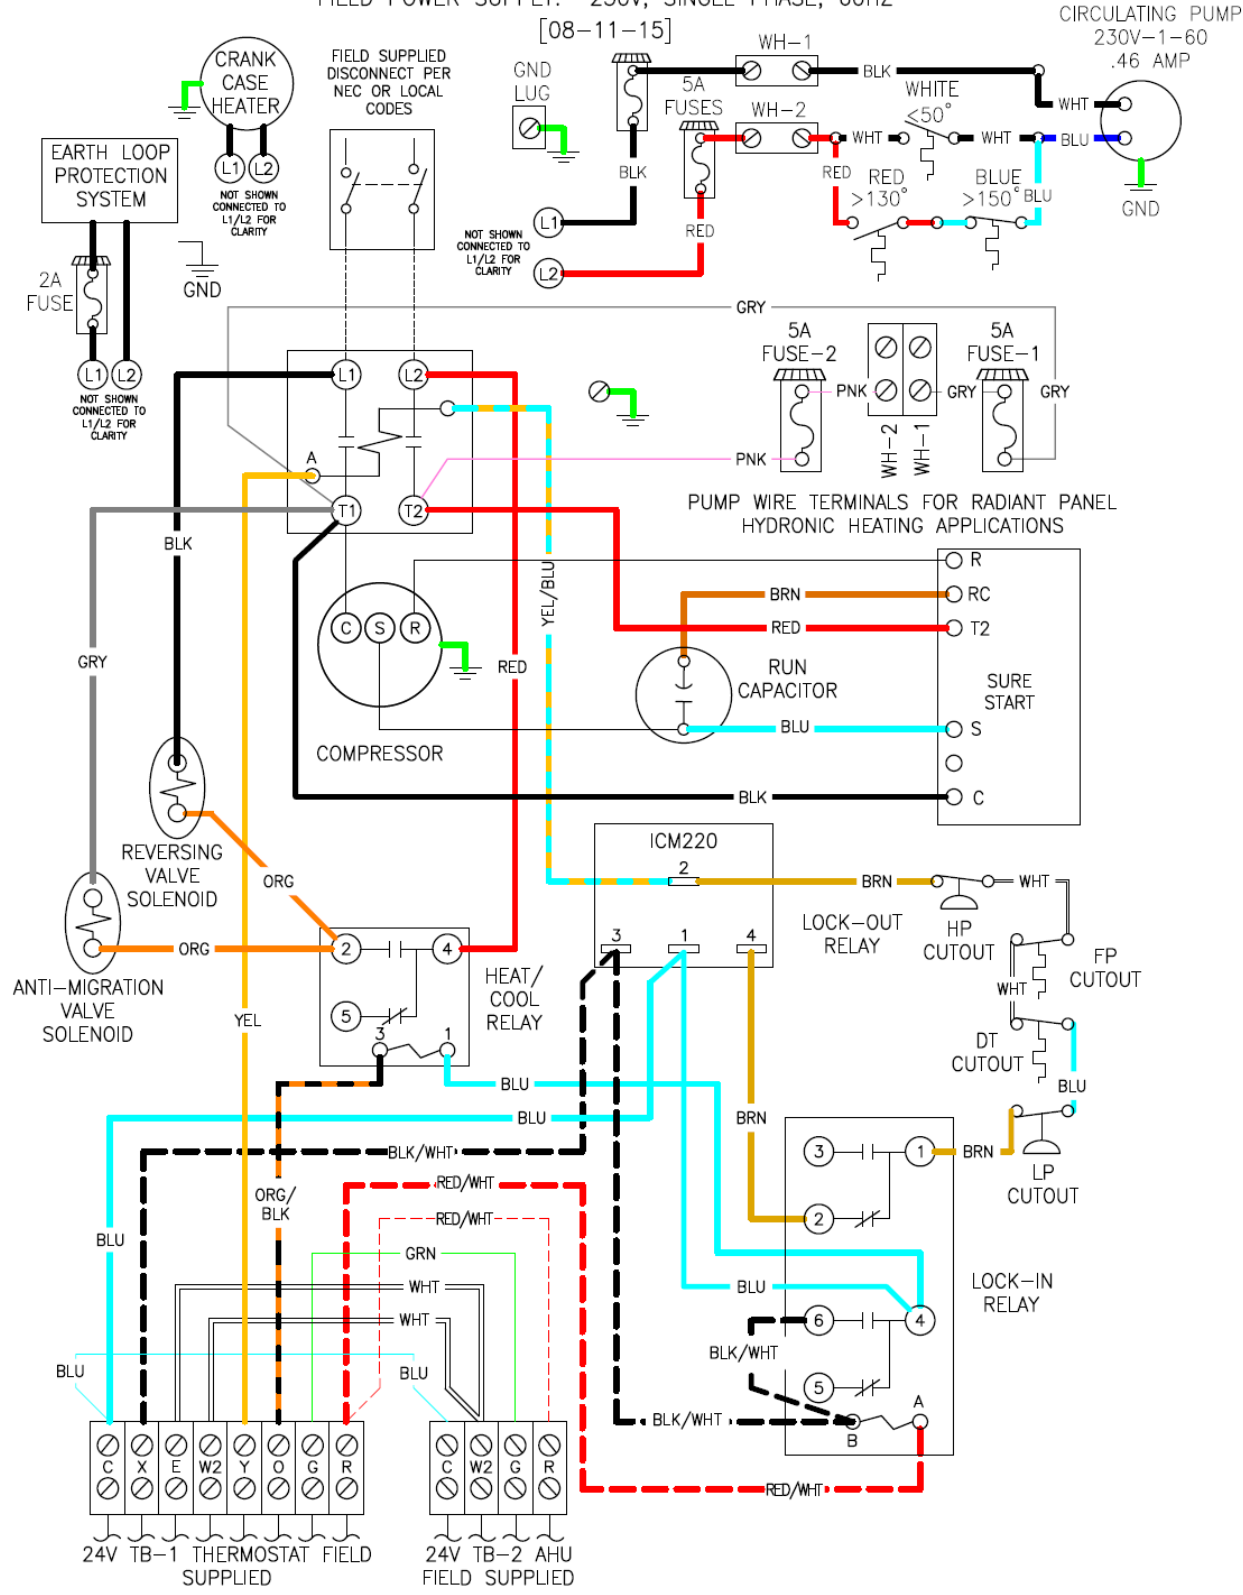 FIELD POWER SUPPLY: 230V, SINGLE PHASE, 60HZ
[08-11-15]
CIRCULATING PUMP
230V-1-60
.46 AMP
CRANK
CASE
HEATER
FIELD SUPPLIED
DISCONNECT PER
NEC OR LOCAL
CODES
GND
LUG
WH-1
BLK
5A
FUSES
WH-2
WHITE
<50°
WHT
WHT
WHT
BLU
EARTH LOOP
PROTECTION
SYSTEM
L1
L2
NOT SHOWN
CONNECTED TO
L1/L2 FOR
CLARITY
BLK
RED
RED
>130°
BLUE
>150°
BLU
GND
L1
RED
NOT SHOWN
CONNECTED TO
L1/L2 FOR
CLARITY
L2
2A
FUSE
GND
GRY
5A
FUSE-2
5A
FUSE-1
L1
L2
NOT SHOWN
CONNECTED TO
L1/L2 FOR
CLARITY
L1
L2
PNK
GRY
GRY
WH-2
WH-1
A
PNK
T1
T2
PUMP WIRE TERMINALS FOR RADIANT PANEL
HYDRONIC HEATING APPLICATIONS
BLK
YEL/BLU
R
BRN
RC
C
S
R
RED
T2
GRY
RED
RUN
CAPACITOR
SURE
START
BLU
S
COMPRESSOR
BLK
C
REVERSING
VALVE
SOLENOID
ORG
ICM220
2
BRN
WHT
LOCK-OUT
RELAY
HP
CUTOUT
FP
CUTOUT
ORG
2
4
3
1
4
ANTI-MIGRATION
VALVE
SOLENOID
HEAT/
COOL
RELAY
WHT
YEL
5
3
1
DT
CUTOUT
BLU
BLU
BLU
BRN
BLK/WHT
3
1
BRN
LP
CUTOUT
RED/WHT
ORG/
BLK
RED/WHT
2
BLU
GRN
WHT
BLU
LOCK-IN
RELAY
WHT
6
4
BLK/WHT
BLU
BLU
5
A
BLK/WHT
B
C
X
E
W2
Y
O
G
R
C
W2
G
R
RED/WHT
24V TB-1 THERMOSTAT FIELD
SUPPLIED
24V TB-2 AHU
FIELD SUPPLIED